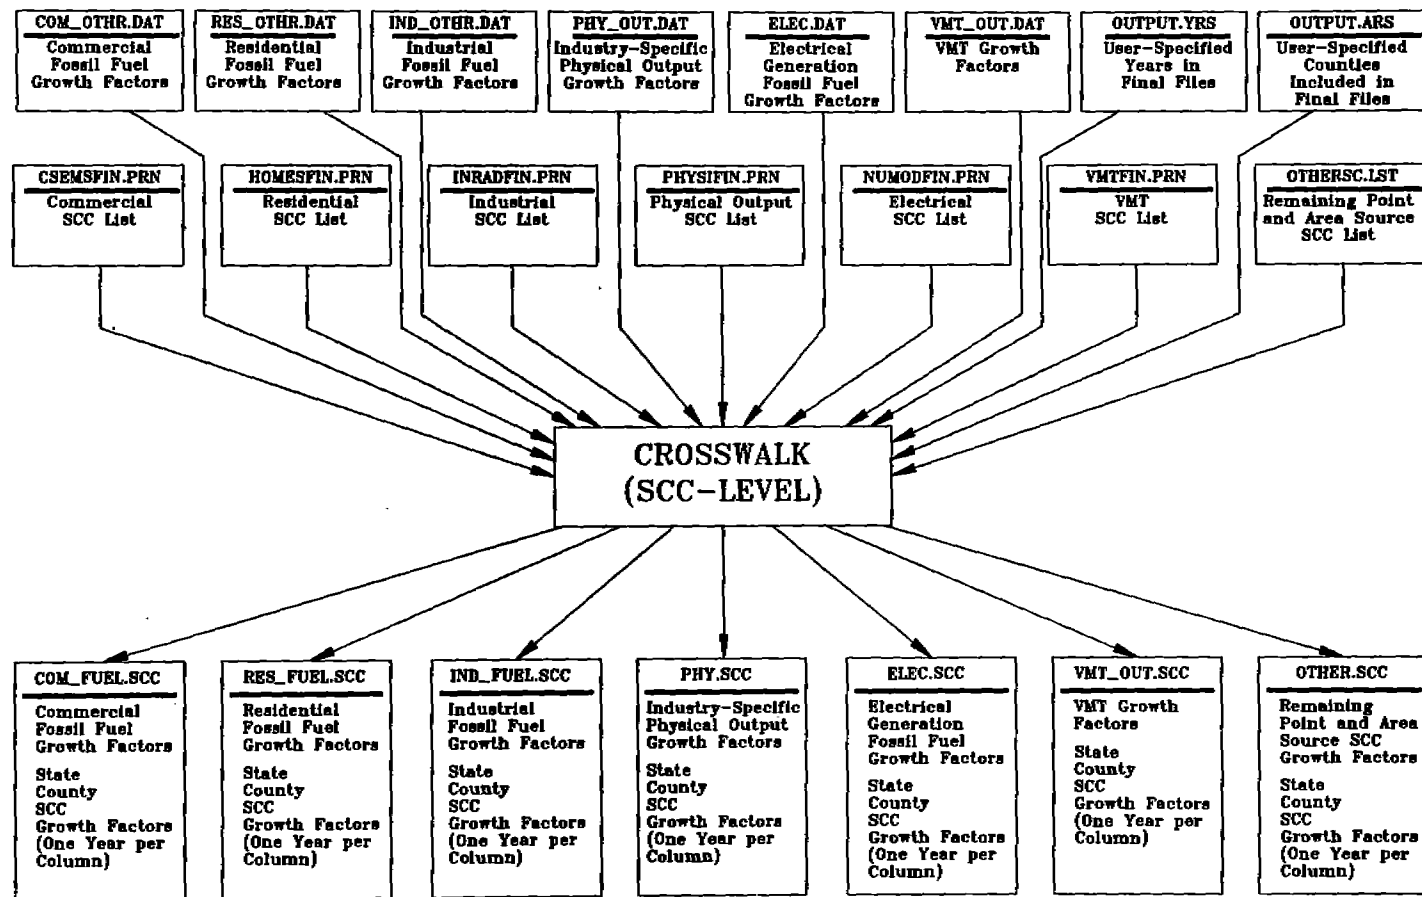 COM_OTHR.DAT
Commercial
Fossil Fuel
Growth Factors
RES_OTHR.DAT
Residential
Fossil Fuel
Growth Factors
IND_OTHR.DAT
Industrial
Fossil Fuel
Growth Factors
PHY_OUT.DAT
Industry-Specific
Physical Output
Growth Factors
ELEC.DAT
Electrical
Generation
Fossil Fuel
Growth Factors
VMT_OUT.DAT
VMT Growth
Factors
OUTPUT.YRS
User-Specified
Years in
Final Files
OUTPUT.ARS
User-Specified
Counties
Included in
Final Files
CSEMSFIN.PRN
Commercial
SCC List
HOMESFIN.PRN
Residential
SCC List
INRADFIN.PRN
Industrial
SCC List
PHYSIFIN.PRN
Physical Output
SCC List
NUMODFIN.PRN
Electrical
SCC List
VMTFIN.PRN
VMT
SCC List
OTHERSC.LST
Remaining Point
and Area Source
SCC List
CROSSWALK
(SCC-LEVEL)
COM_FUEL.SCC
Commercial
Fossil Fuel
Growth Factors
State
County
SCC
Growth Factors
(One Year per
Column)
RES_FUEL.SCC
Residential
Fossil Fuel
Growth Factors
State
County
SCC
Growth Factors
(One Year per
Column)
IND_FUEL.SCC
Industrial
Fossil Fuel
Growth Factors
State
County
SCC
Growth Factors
(One Year per
Column)
PHY.SCC
Industry-Specific
Physical Output
Growth Factors
State
County
SCC
Growth Factors
(One Year per
Column)
ELEC.SCC
Electrical
Generation
Fossil Fuel
Growth Factors
State
County
SCC
Growth Factors
(One Year per
Column)
VMT_OUT.SCC
VMT Growth
Factors
State
County
SCC
Growth Factors
(One Year per
Column)
OTHER.SCC
Remaining
Point and Area
Source SCC
Growth Factors
State
County
SCC
Growth Factors
(One Year per
Column)